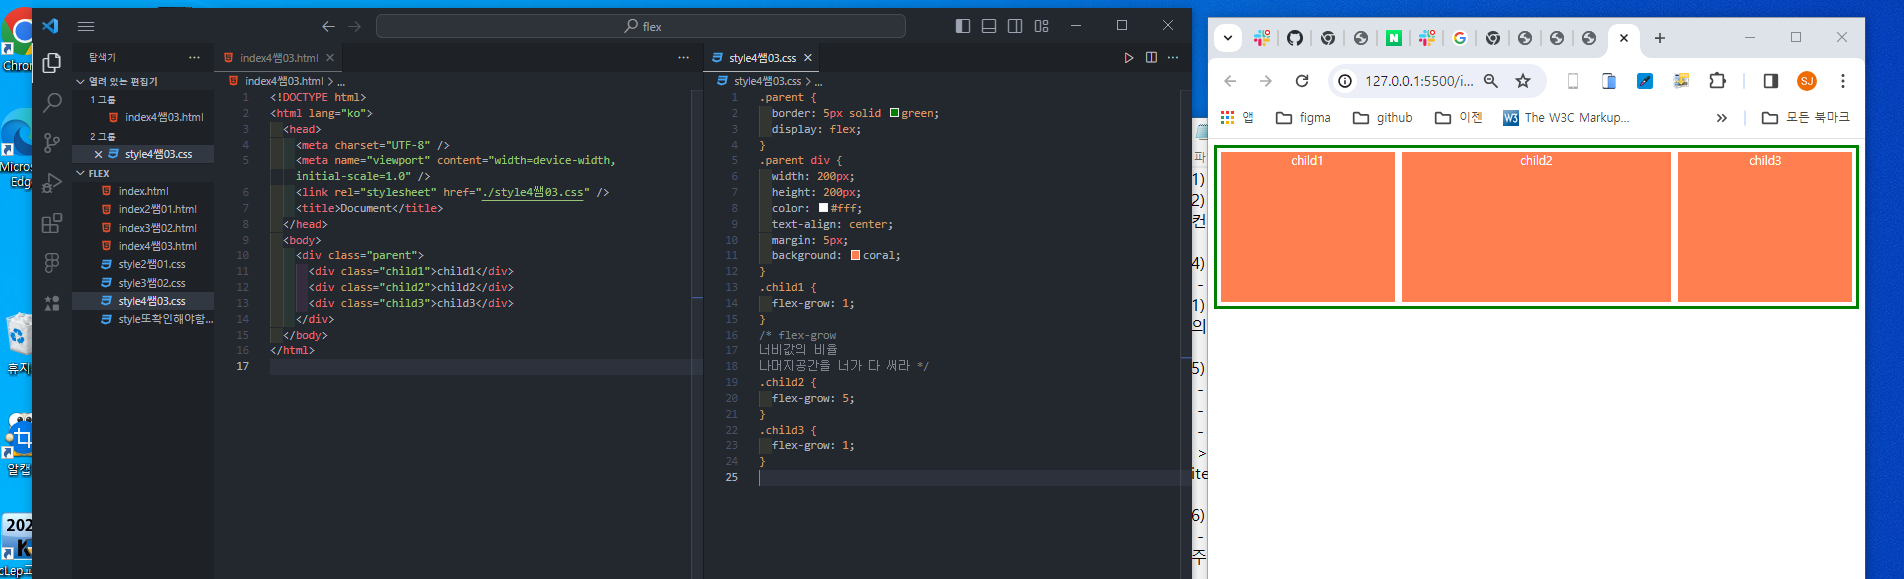 flex
탐색기
열려 있는 편집기
1 그룹
index4쌤03.html
2 그룹
style4쌤03.css
FLEX
index.html
index2쌤01.html
index3쌤02.html
index4쌤03.html
style2쌤01.css
style3쌤02.css
style4쌤03.css
style또확인해야함...
index4쌤03.html
index4쌤03.html > ...
1 <!DOCTYPE html>
2 <html lang="ko">
3 <head>
4 <meta charset="UTF-8" />
5 <meta name="viewport" content="width=device-width,
initial-scale=1.0" />
6 <link rel="stylesheet" href="./style4쌤03.css" />
7 <title>Document</title>
8 </head>
9 <body>
10 <div class="parent">
11 <div class="child1">child1</div>
12 <div class="child2">child2</div>
13 <div class="child3">child3</div>
14 </div>
15 </body>
16 </html>
17
style4쌤03.css
style4쌤03.css > ...
1 .parent {
2 border: 5px solid green;
3 display: flex;
4 }
5 .parent div {
6 width: 200px;
7 height: 200px;
8 color: #fff;
9 text-align: center;
10 margin: 5px;
11 background: coral;
12 }
13 .child1 {
14 flex-grow: 1;
15 }
16 /* flex-grow
17 너비값의 비율
18 나머지공간을 너가 다 써라 */
19 .child2 {
20 flex-grow: 5;
21 }
22 .child3 {
23 flex-grow: 1;
24 }
25
127.0.0.1:5500/i...
SJ
앱
figma
github
이젠
W3 The W3C Markup...
»
모든 북마크
child1
child2
child3
Chron
Micros
Edg
휴지
알캡
202
cLep교
파
1)
2)
컨
4)
-
1)
의
5)
-
-
-
>
ite
6)
-
주